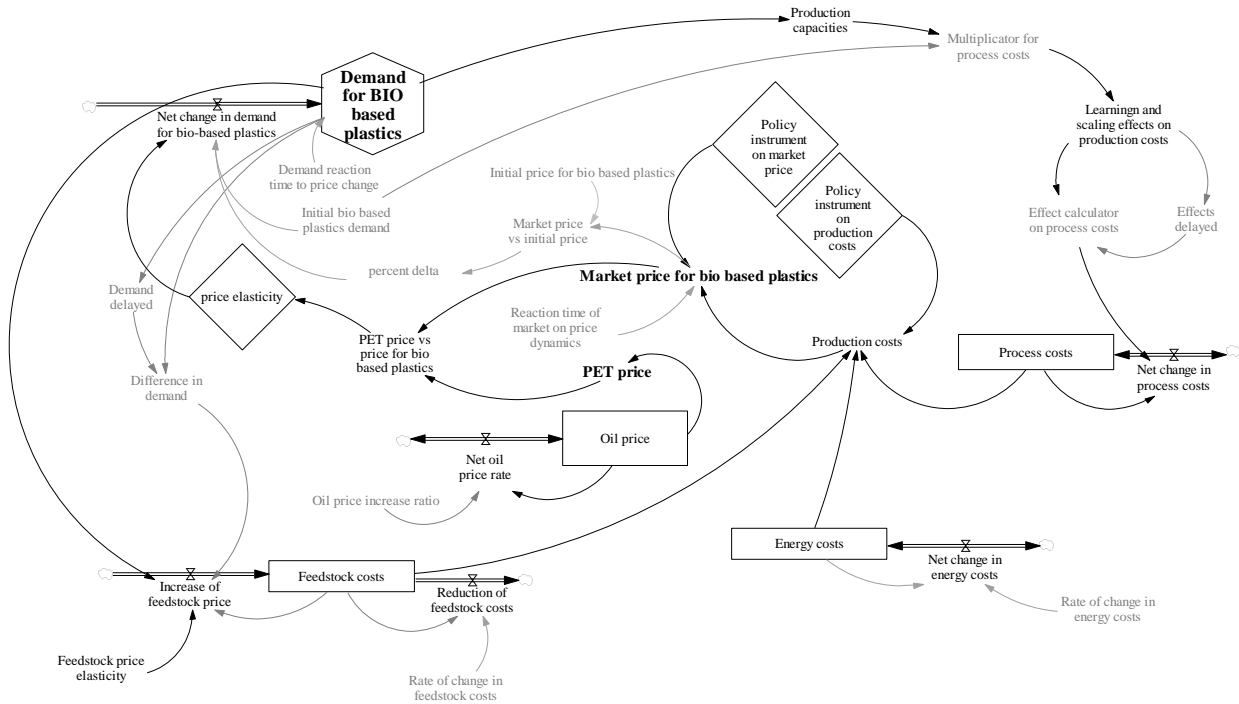 Production
capacities
Multiplicator for
process costs
Demand
for BIO
based
plastics
Net change in demand
for bio-based plastics
Policy
instrument
on market
price
Learningn and
scaling effects on
production costs
Demand reaction
time to price change
Initial price for bio based plastics
Policy
instrument
on
production
costs
Initial bio based
plastics demand
Market price
vs initial price
Effect calculator
on process costs
Effects
delayed
percent delta
Market price for bio based plastics
Demand
delayed
price elasticity
Reaction time of
market on price
dynamics
PET price vs
price for bio
based plastics
Production costs
Process costs
Net change in
process costs
PET price
Difference in
demand
Oil price
Net oil
price rate
Oil price increase ratio
Energy costs
Net change in
energy costs
Feedstock costs
Increase of
feedstock price
Reduction of
feedstock costs
Rate of change in
energy costs
Feedstock price
elasticity
Rate of change in
feedstock costs